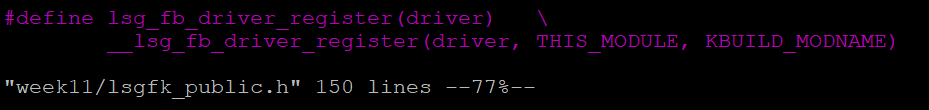 #define lsg_fb_driver_register(driver) \
__lsg_fb_driver_register(driver, THIS_MODULE, KBUILD_MODNAME)
"week11/lsgfk_public.h" 150 lines --77%--